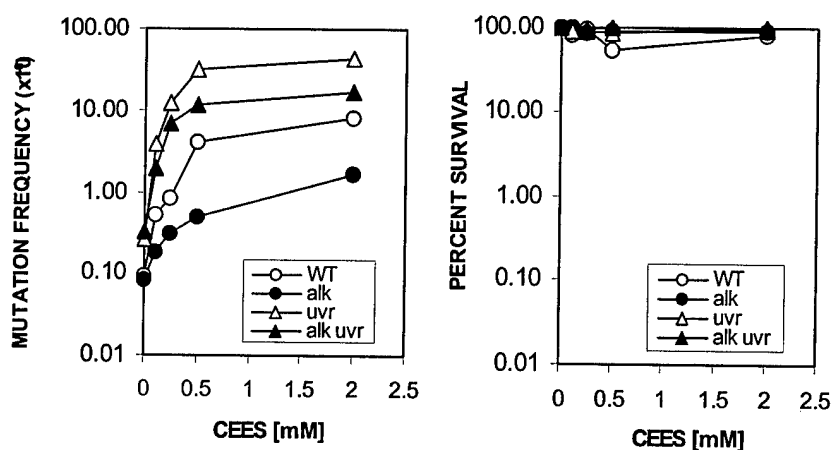 MUTATION FREQUENCY
100.00
10.00
1.00
0.10
0.01
WT
alk
uvr
alk uvr
0
0.5
1
1.5
2
2.5
CEES [mM]
PERCENT SURVIVAL
100.00
10.00
1.00
0.10
0.01
WT
alk
uvr
alk uvr
0
0.5
1
1.5
2
2.5
CEES [mM]